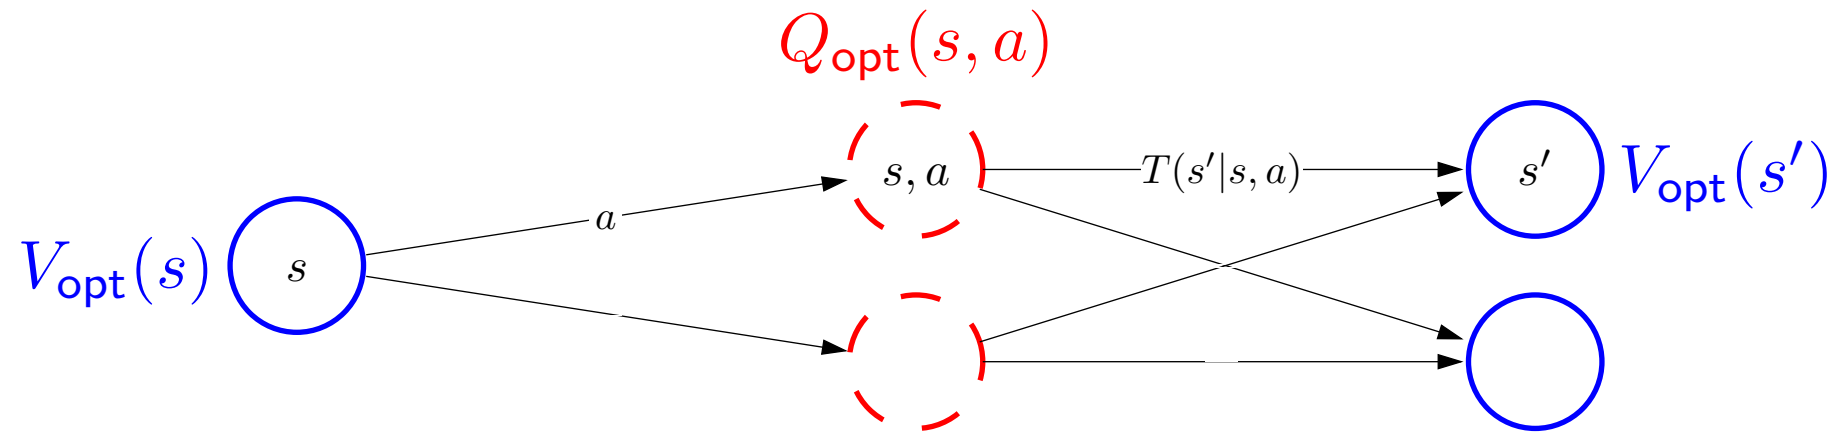 Q_opt(s, a)
s, a
T(s′|s, a)
s′
V_opt(s′)
a
V_opt(s)
s